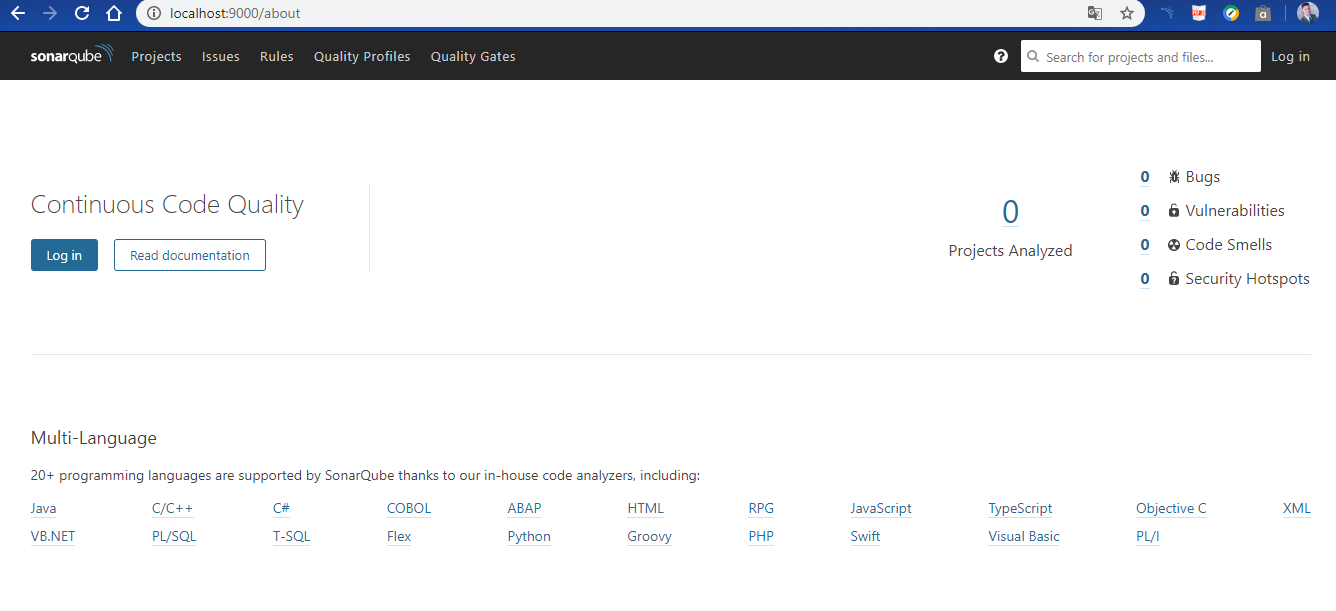 localhost:9000/about
sonarqube Projects Issues Rules Quality Profiles Quality Gates Search for projects and files... Log in
Continuous Code Quality
Log in Read documentation
0
Projects Analyzed
0 Bugs
0 Vulnerabilities
0 Code Smells
0 Security Hotspots
Multi-Language
20+ programming languages are supported by SonarQube thanks to our in-house code analyzers, including:
Java C/C++ C# COBOL ABAP HTML RPG JavaScript TypeScript Objective C XML
VB.NET PL/SQL T-SQL Flex Python Groovy PHP Swift Visual Basic PL/I